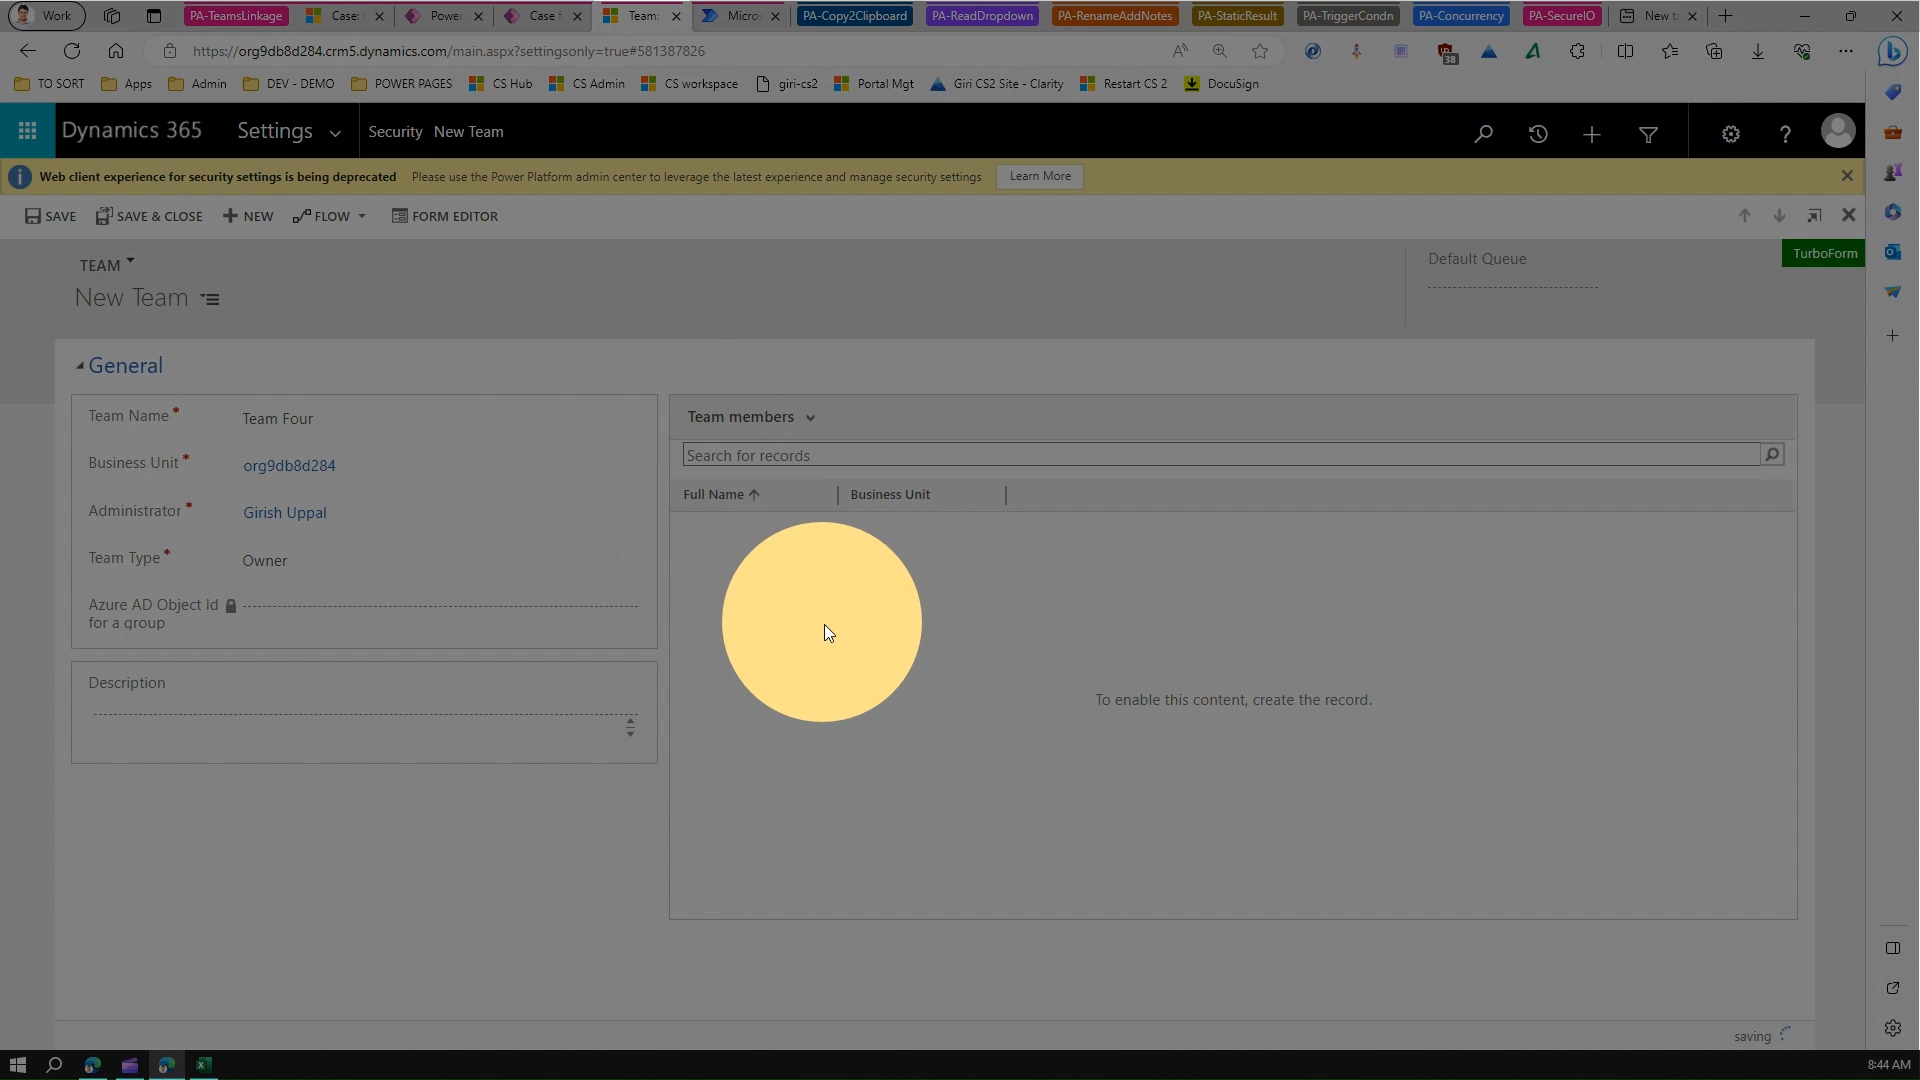 Work
PA-TeamsLinkage
Case:
Power
Case f
Team:
Micros
PA-Copy2Clipboard
PA-ReadDropdown
PA-RenameAddNotes
PA-StaticResult
PA-TriggerCondn
PA-Concurrency
PA-SecureIO
New t
https://org9db8d284.crm5.dynamics.com/main.aspx?settingsonly=true#581387826
38
TO SORT
Apps
Admin
DEV - DEMO
POWER PAGES
CS Hub
CS Admin
CS workspace
giri-cs2
Portal Mgt
Giri CS2 Site - Clarity
Restart CS 2
DocuSign
Dynamics 365
Settings
Security New Team
Web client experience for security settings is being deprecated Please use the Power Platform admin center to leverage the latest experience and manage security settings
Learn More
SAVE
SAVE & CLOSE
NEW
FLOW
FORM EDITOR
TEAM
New Team
Default Queue
TurboForm
General
Team Name*
Team Four
Business Unit*
org9db8d284
Administrator*
Girish Uppal
Team Type*
Owner
Azure AD Object Id
for a group
Description
Team members
Search for records
Full Name
Business Unit
To enable this content, create the record.
saving
8:44 AM